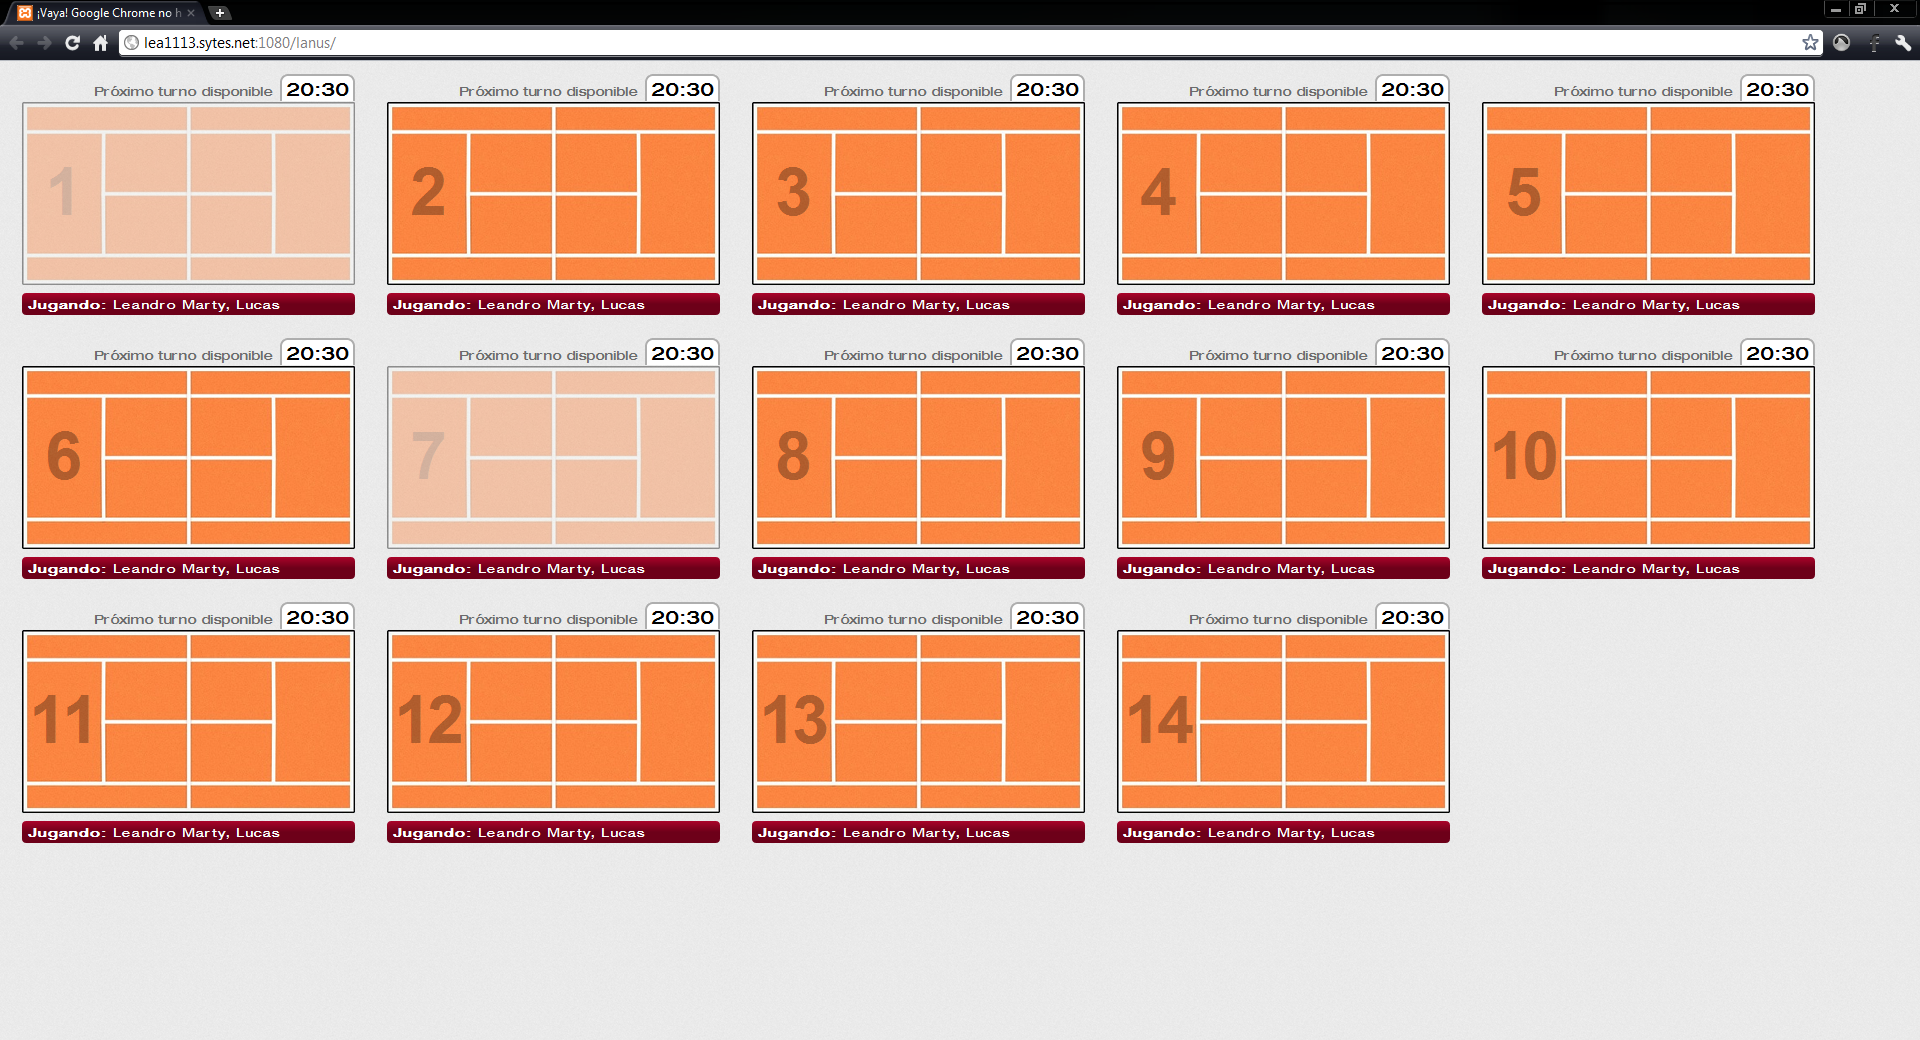 ¡Vaya! Google Chrome no h
lea1113.sytes.net:1080/lanus/
Próximo turno disponible 20:30
1
Jugando: Leandro Marty, Lucas
Próximo turno disponible 20:30
2
Jugando: Leandro Marty, Lucas
Próximo turno disponible 20:30
3
Jugando: Leandro Marty, Lucas
Próximo turno disponible 20:30
4
Jugando: Leandro Marty, Lucas
Próximo turno disponible 20:30
5
Jugando: Leandro Marty, Lucas
Próximo turno disponible 20:30
6
Jugando: Leandro Marty, Lucas
Próximo turno disponible 20:30
7
Jugando: Leandro Marty, Lucas
Próximo turno disponible 20:30
8
Jugando: Leandro Marty, Lucas
Próximo turno disponible 20:30
9
Jugando: Leandro Marty, Lucas
Próximo turno disponible 20:30
10
Jugando: Leandro Marty, Lucas
Próximo turno disponible 20:30
11
Jugando: Leandro Marty, Lucas
Próximo turno disponible 20:30
12
Jugando: Leandro Marty, Lucas
Próximo turno disponible 20:30
13
Jugando: Leandro Marty, Lucas
Próximo turno disponible 20:30
14
Jugando: Leandro Marty, Lucas